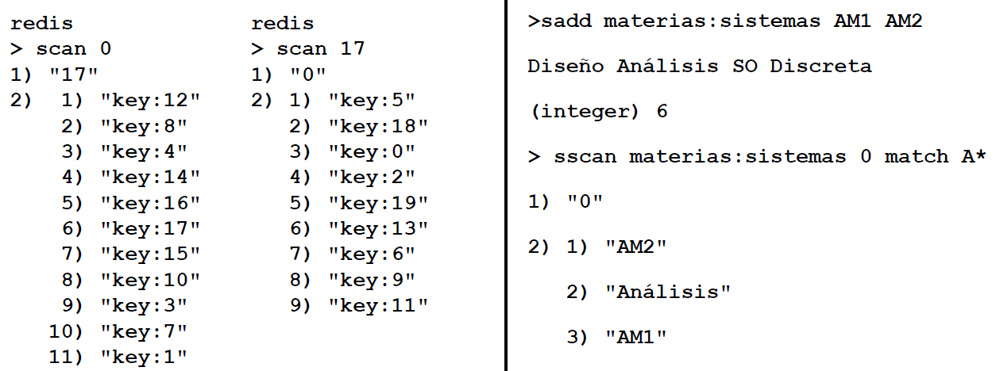 redis
> scan 0
1) "17"
2) 1) "key:12"
2) "key:8"
3) "key:4"
4) "key:14"
5) "key:16"
6) "key:17"
7) "key:15"
8) "key:10"
9) "key:3"
10) "key:7"
11) "key:1"
redis
> scan 17
1) "0"
2) 1) "key:5"
2) "key:18"
3) "key:0"
4) "key:2"
5) "key:19"
6) "key:13"
7) "key:6"
8) "key:9"
9) "key:11"
>sadd materias:sistemas AM1 AM2
Diseño Análisis SO Discreta
(integer) 6
> sscan materias:sistemas 0 match A*
1) "0"
2) 1) "AM2"
2) "Análisis"
3) "AM1"